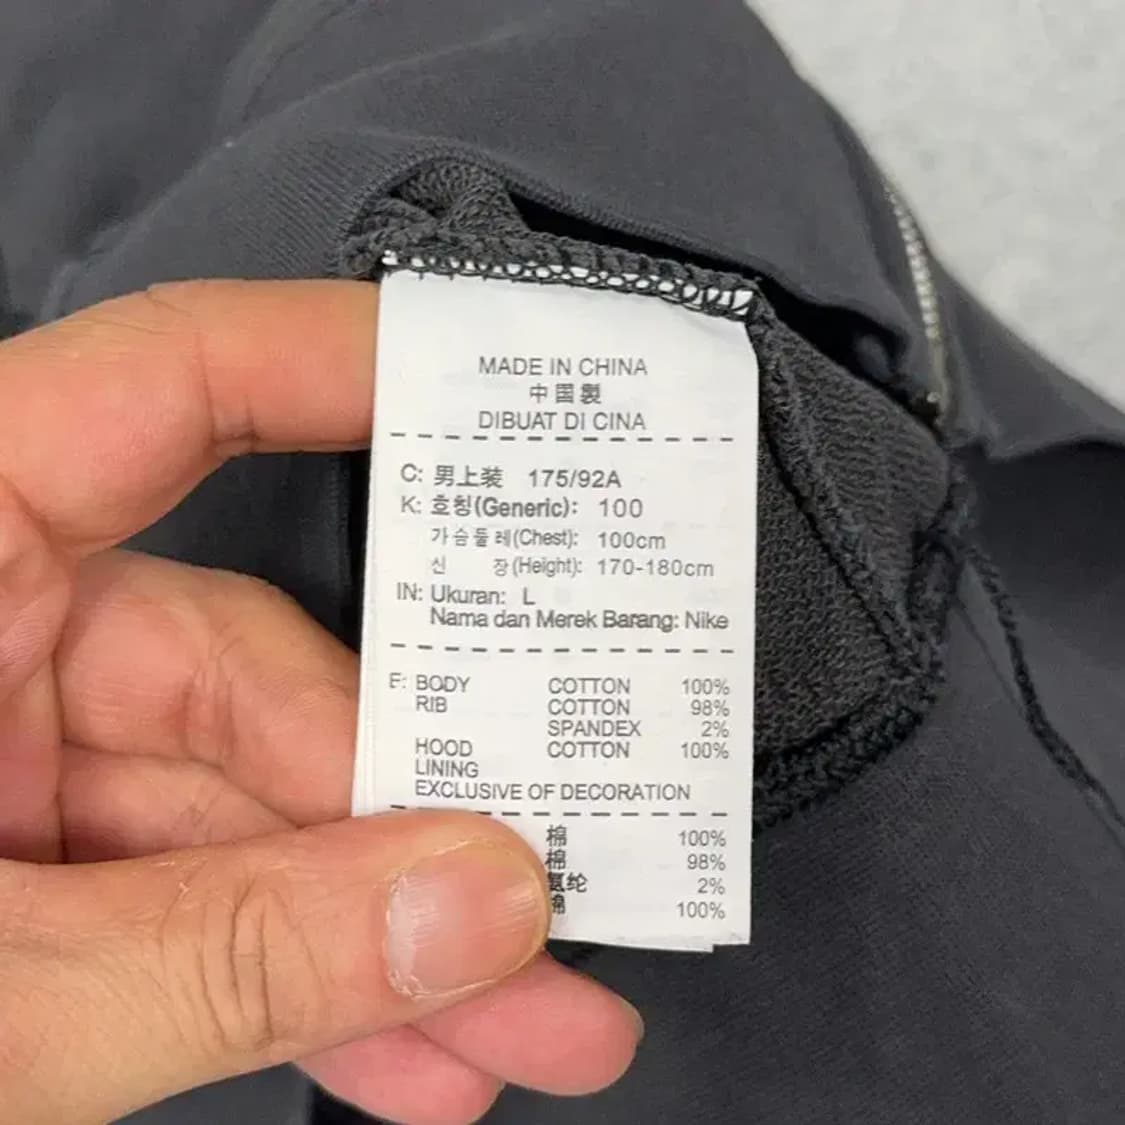 MADE IN CHINA
中国製
DIBUAT DI CINA
C: 男上装 175/92A
K: 호칭(Generic): 100
가슴둘레(Chest): 100cm
신 장(Height): 170-180cm
IN: Ukuran: L
Nama dan Merek Barang: Nike
E: BODY COTTON 100%
RIB COTTON 98%
SPANDEX 2%
HOOD COTTON 100%
LINING
EXCLUSIVE OF DECORATION
棉 100%
棉 98%
氨纶 2%
棉 100%